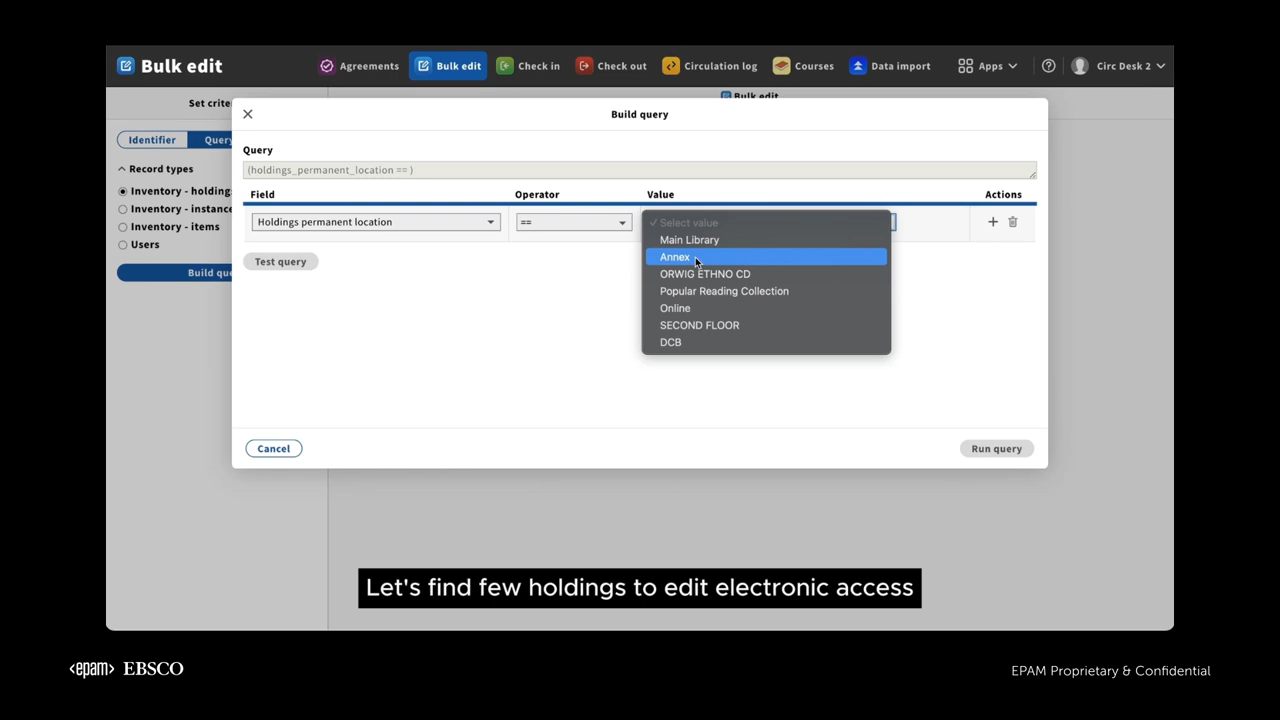 Bulk edit
Agreements
Bulk edit
Check in
Check out
Circulation log
Courses
Data import
Apps
Circ Desk 2
Set crite
Bulk edit
Build query
Identifier
Query
Record types
Inventory - holdings
Inventory - instance
Inventory - items
Users
Build que
Query
(holdings_permanent_location == )
Field Operator Value Actions
Holdings permanent location == ✓ Select value
Main Library
Annex
ORWIG ETHNO CD
Popular Reading Collection
Online
SECOND FLOOR
DCB
Test query
Cancel
Run query
Let's find few holdings to edit electronic access
<epam> EBSCO
EPAM Proprietary & Confidential